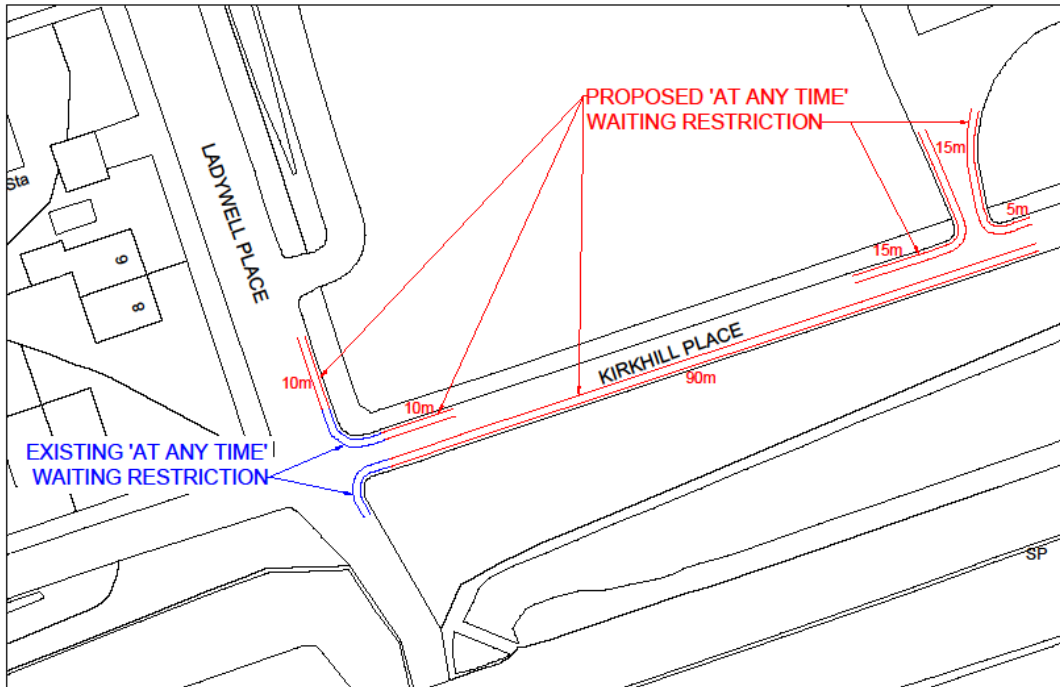 PROPOSED 'AT ANY TIME'
WAITING RESTRICTION
15m
Sta
LADYWELL PLACE
5m
15m
9
8
KIRKHILL PLACE
90m
10m
10m
EXISTING 'AT ANY TIME'
WAITING RESTRICTION
SP